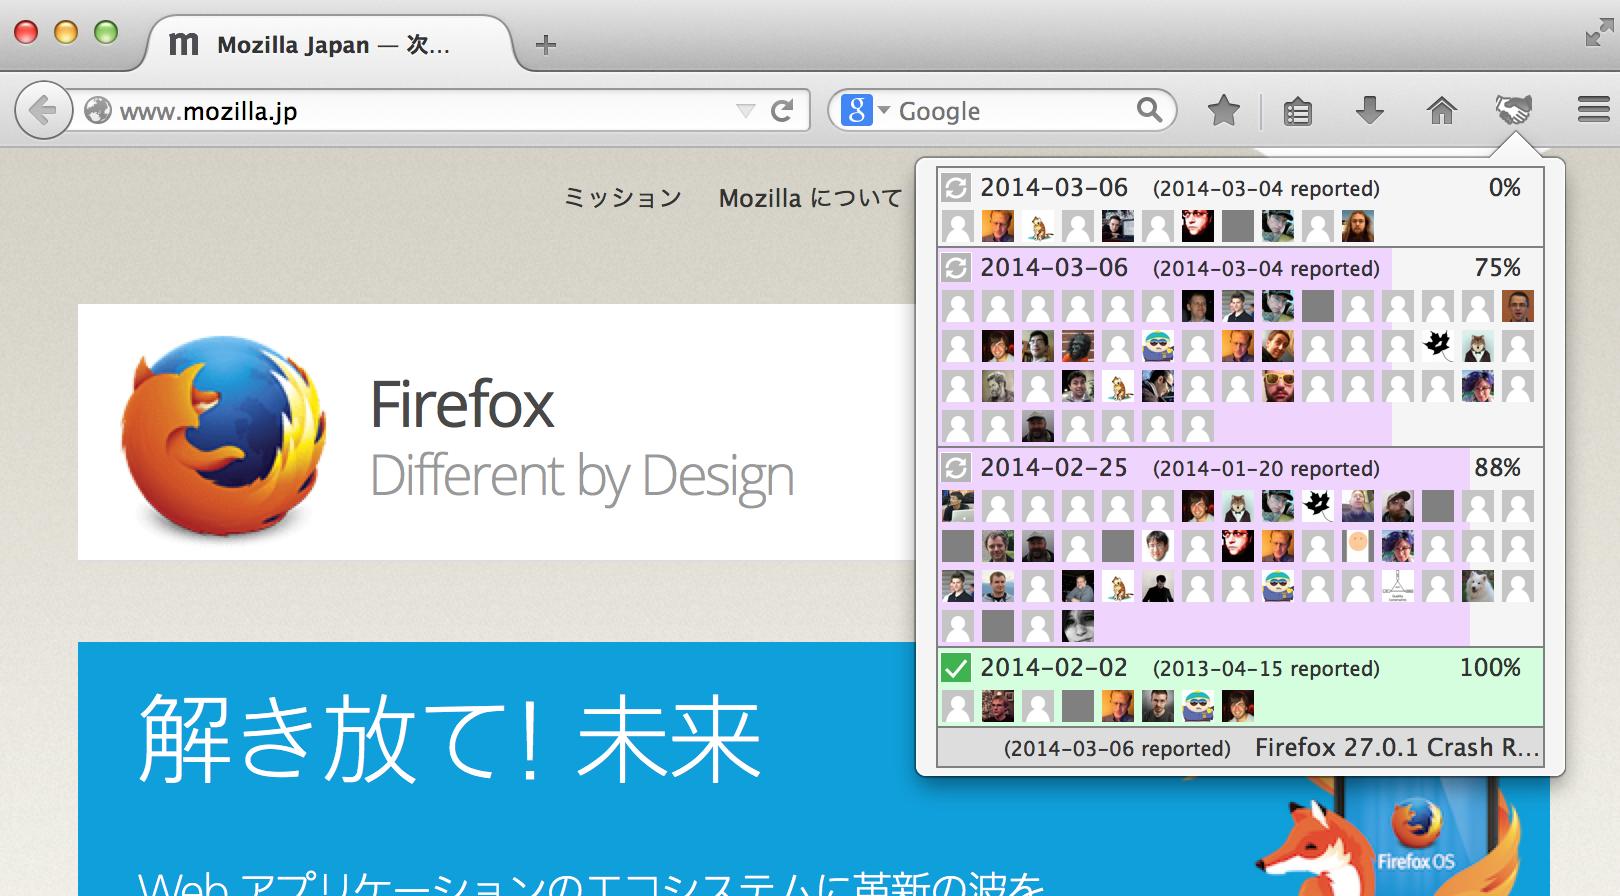 m Mozilla Japan — 次...
www.mozilla.jp
g Google
ミッション Mozilla について
2014-03-06 (2014-03-04 reported) 0%
2014-03-06 (2014-03-04 reported) 75%
2014-02-25 (2014-01-20 reported) 88%
2014-02-02 (2013-04-15 reported) 100%
(2014-03-06 reported) Firefox 27.0.1 Crash R...
Firefox
Different by Design
解き放て! 未来
Web アプリケーションのエコシステムに革新の波を
Firefox OS